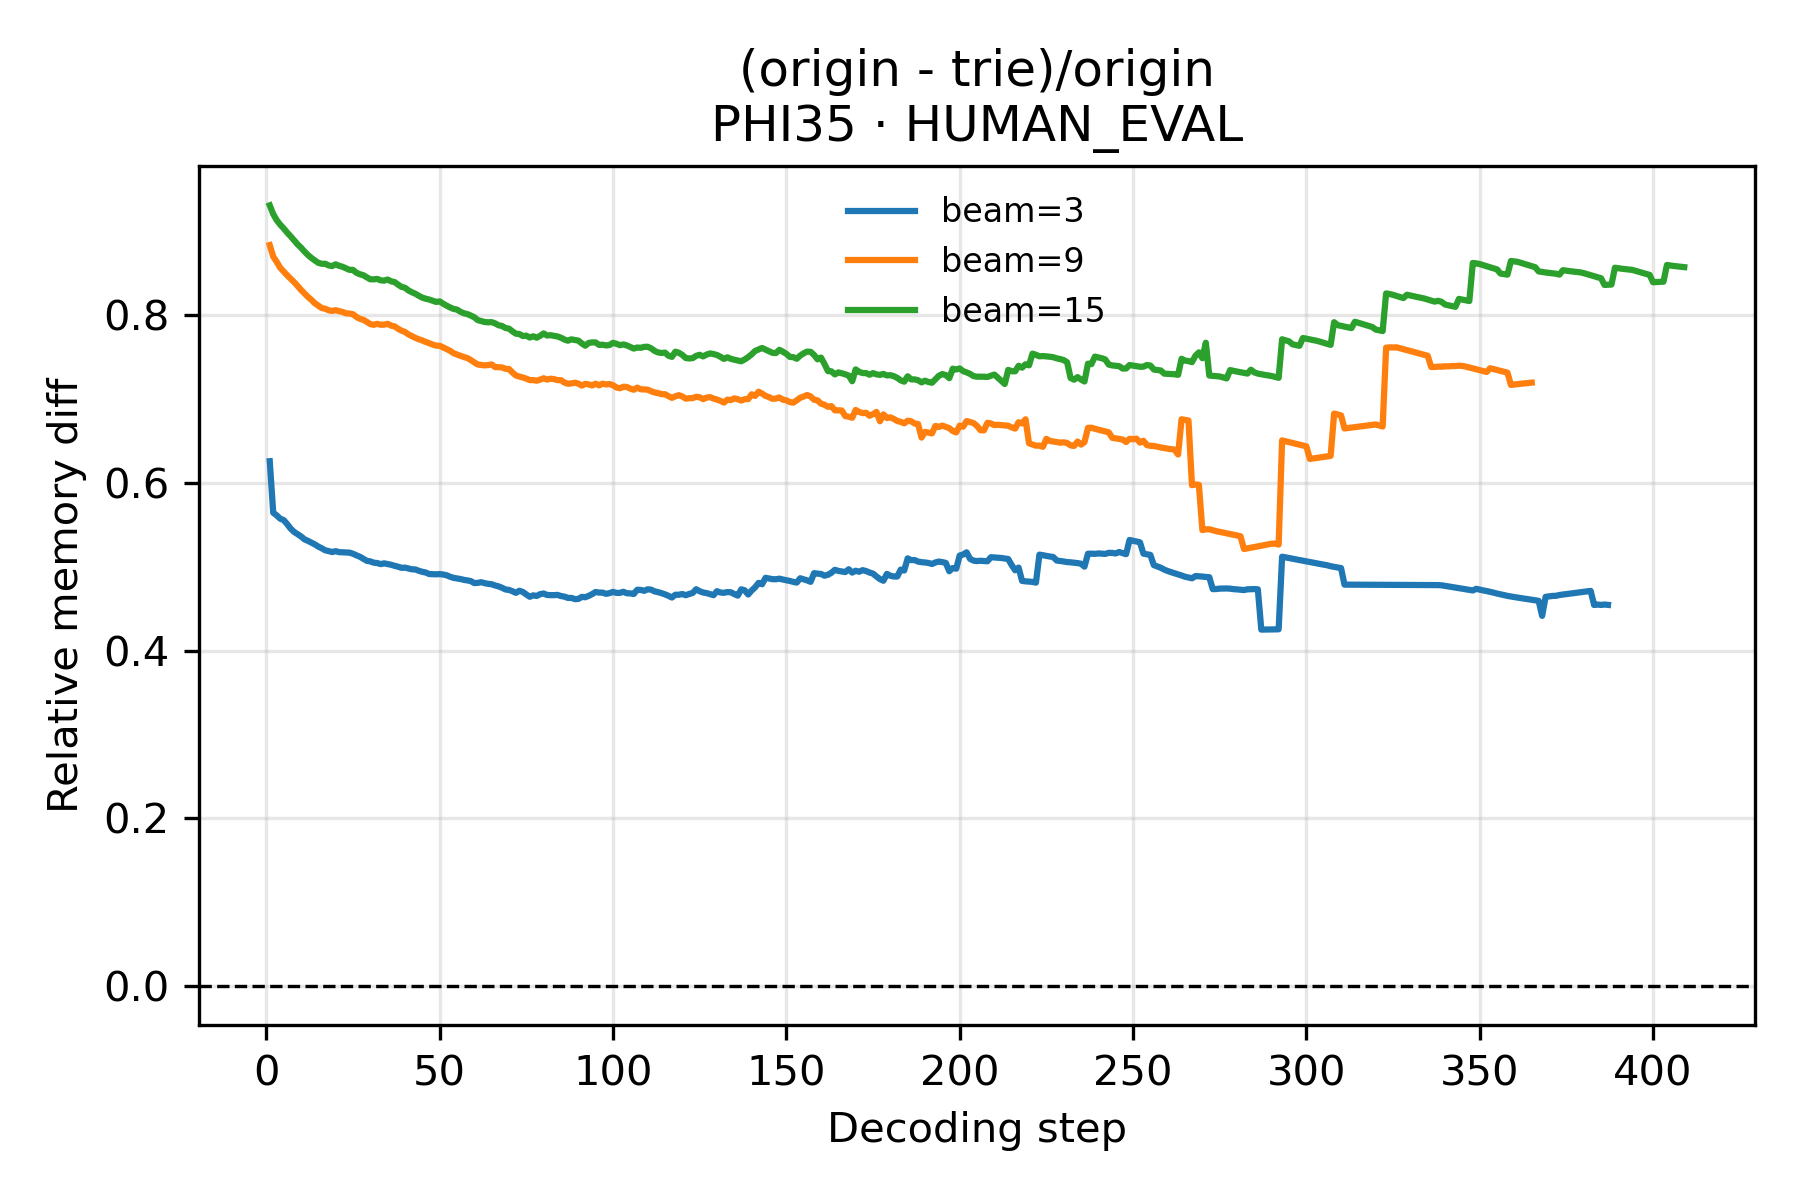 (origin - trie)/origin
PHI35 · HUMAN_EVAL
beam=3
beam=9
beam=15
Relative memory diff
0.8
0.6
0.4
0.2
0.0
0 50 100 150 200 250 300 350 400
Decoding step